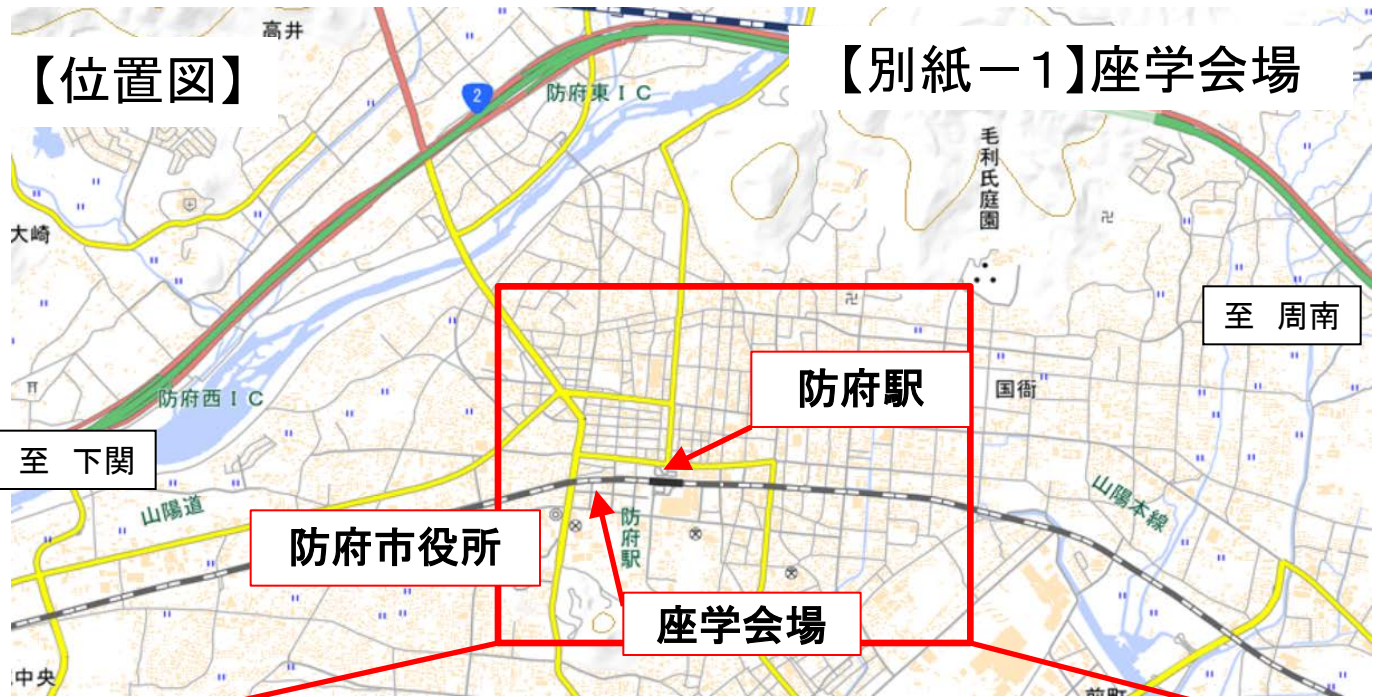 高井
【位置図】
【別紙－1】座学会場
2
防府東IC
毛利氏庭園
大崎
至 周南
防府駅
国衙
防府西IC
至 下関
山陽道
山陽本線
防府市役所
防府駅
座学会場
中央
前町